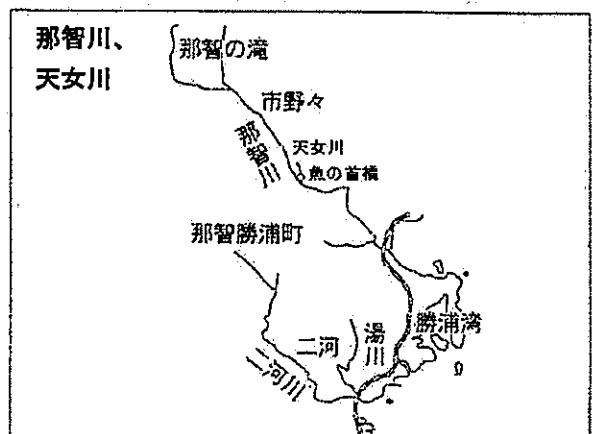 那智川、
天女川
那智の滝
市野々
那智川
天女川
魚の首橋
那智勝浦町
勝浦湾
湯川
二河
二河川